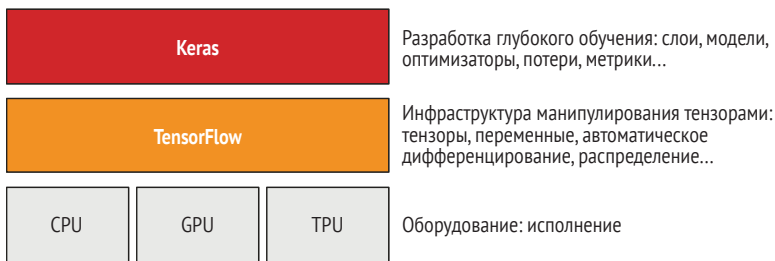 Keras
Разработка глубокого обучения: слои, модели,
оптимизаторы, потери, метрики...
TensorFlow
Инфраструктура манипулирования тензорами:
тензоры, переменные, автоматическое
дифференцирование, распределение...
CPU GPU TPU
Оборудование: исполнение